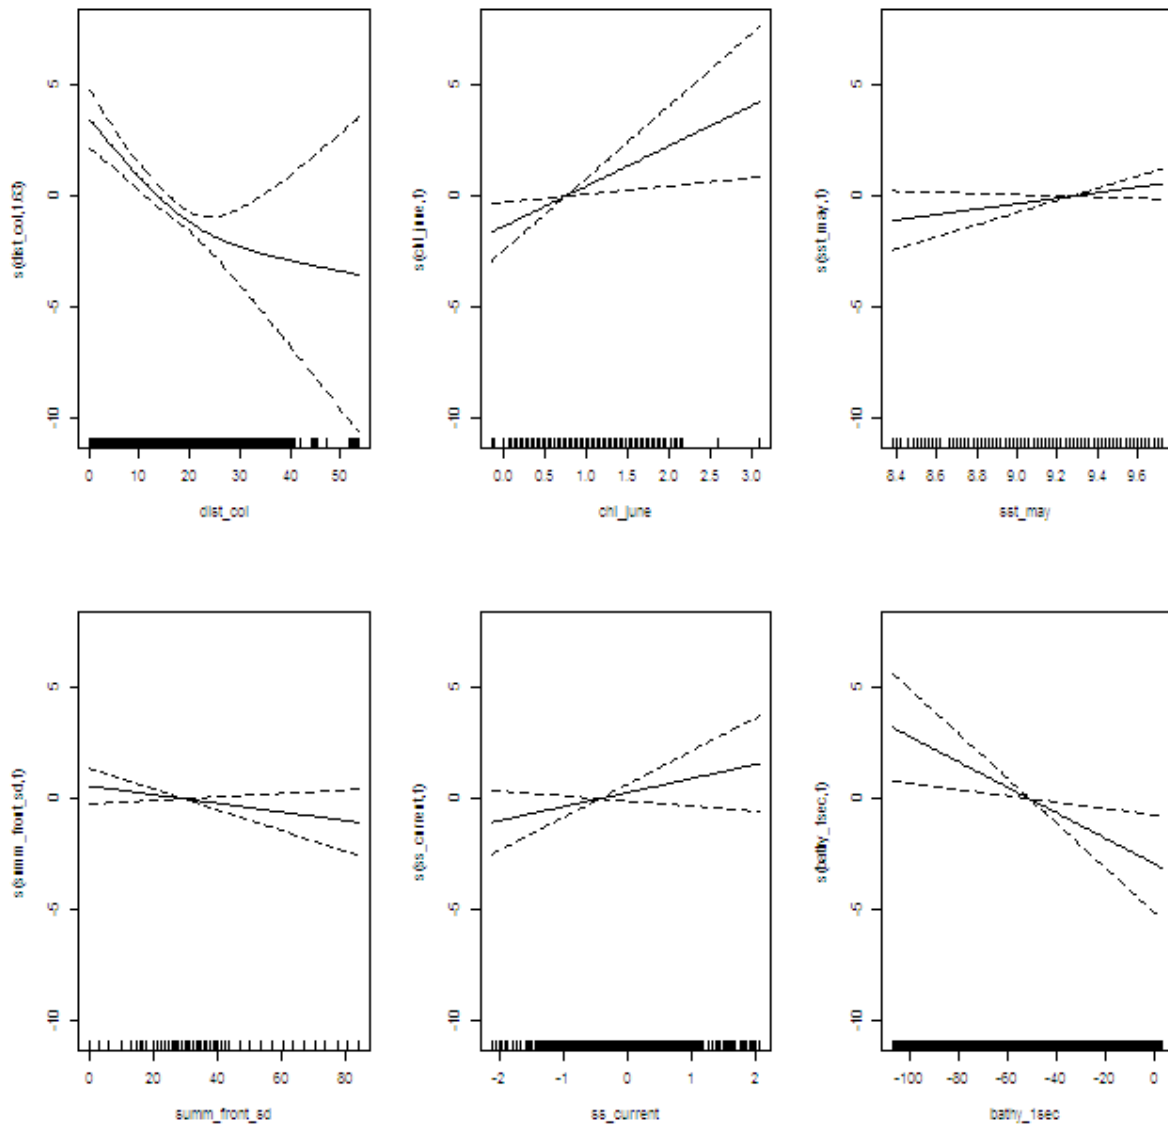 s(dist_col,1.63)
5
0
-5
-10
0 10 20 30 40 50
dist_col
s(chl_june,1)
5
0
-5
-10
0.0 0.5 1.0 1.5 2.0 2.5 3.0
chl_june
s(sst_may,1)
5
0
-5
-10
8.4 8.6 8.8 9.0 9.2 9.4 9.6
sst_may
s(summ_front_sd,1)
5
0
-5
-10
0 20 40 60 80
summ_front_sd
s(ss_current,1)
5
0
-5
-10
-2 -1 0 1 2
ss_current
s(bathy_1sec,1)
5
0
-5
-10
-100 -80 -60 -40 -20 0
bathy_1sec